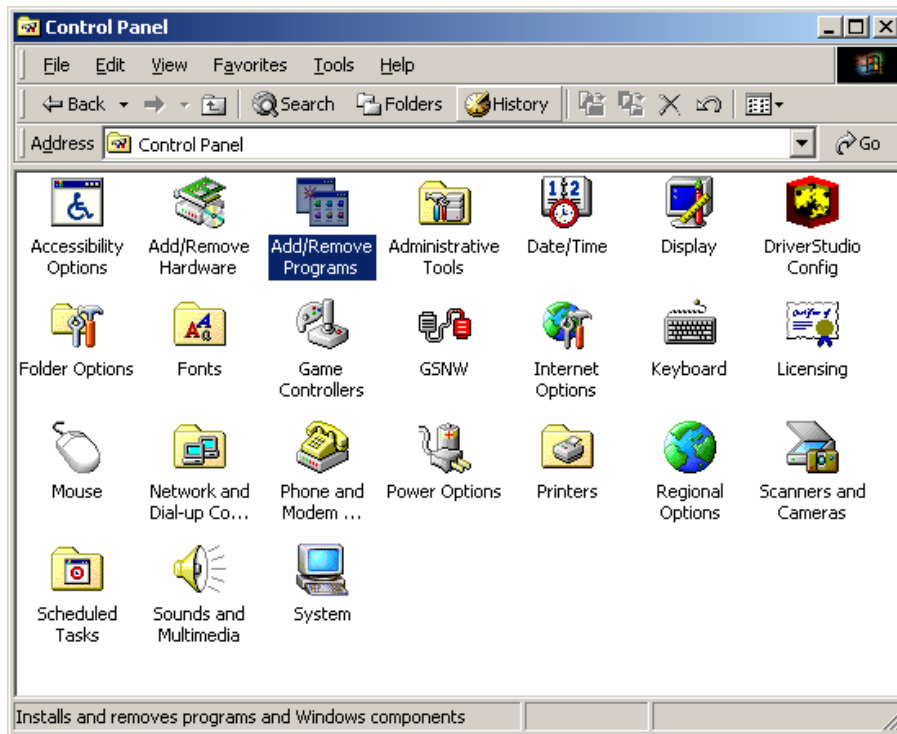 Control Panel
File Edit View Favorites Tools Help
Back Search Folders History
Address Control Panel Go
Accessibility Options
Add/Remove Hardware
Add/Remove Programs
Administrative Tools
Date/Time
Display
DriverStudio Config
Folder Options
Fonts
Game Controllers
GSNW
Internet Options
Keyboard
Licensing
Mouse
Network and Dial-up Co...
Phone and Modem ...
Power Options
Printers
Regional Options
Scanners and Cameras
Scheduled Tasks
Sounds and Multimedia
System
Installs and removes programs and Windows components